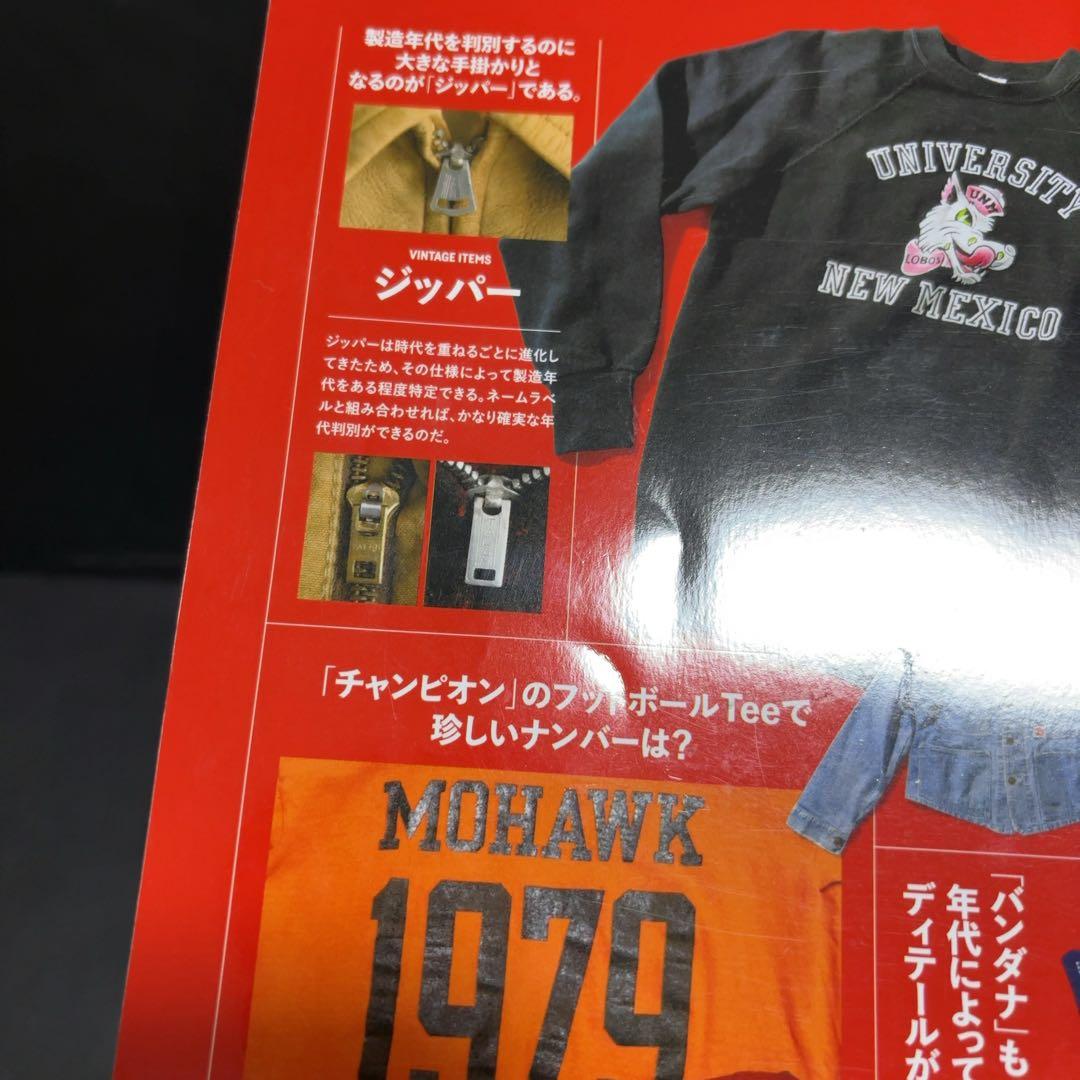 製造年代を判別するのに
大きな手掛かりと
なるのが「ジッパー」である。
VINTAGE ITEMS
ジッパー
ジッパーは時代を重ねるごとに進化し
てきたため、その仕様によって製造年
代をある程度特定できる。ネームラベ
ルと組み合わせれば、かなり確実な年
代判別ができるのだ。
UNIVERSITY
UNM
LOBOS
NEW MEXICO
「チャンピオン」のフットボールTeeで
珍しいナンバーは?
MOHAWK
1979
「バンダナ」も
年代によって
ディテールが